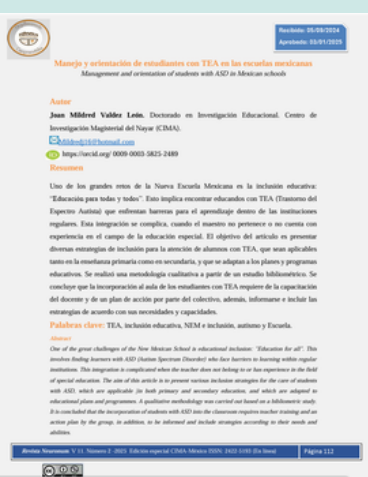 Recibido: 05/09/2024
Aprobado: 03/01/2025
Manejo y orientación de estudiantes con TEA en las escuelas mexicanas
Management and orientation of students with ASD in Mexican schools
Autor
Joan Mildred Valdez León. Doctorado en Investigación Educacional. Centro de
Investigación Magisterial del Nayar (CIMA).
https://orcid.org/ 0009-0003-5825-2489
Resumen
Uno de los grandes retos de la Nueva Escuela Mexicana es la inclusión educativa:
"Educación para todas y todos". Esto implica encontrar educandos con TEA (Trastorno del
Espectro Autista) que enfrentan barreras para el aprendizaje dentro de las instituciones
regulares. Esta integración se complica, cuando el maestro no pertenece o no cuenta con
experiencia en el campo de la educación especial. El objetivo del artículo es presentar
diversas estrategias de inclusión para la atención de alumnos con TEA, que sean aplicables
tanto en la enseñanza primaria como en secundaria, y que se adaptan a los planes y programas
educativos. Se realizó una metodología cualitativa a partir de un estudio bibliométrico. Se
concluye que la incorporación al aula de los estudiantes con TEA requiere de la capacitación
del docente y de un plan de acción por parte del colectivo, además, informarse e incluir las
estrategias de acuerdo con sus necesidades y capacidades.
Palabras clave: TEA, inclusión educativa, NEM e inclusión, autismo y Escuela.
Abstract
One of the great challenges of the New Mexican School is educational inclusion: "Education for all". This
involves finding learners with ASD (Autism Spectrum Disorder) who face barriers to learning within regular
institutions. This integration is complicated when the teacher does not belong to or has experience in the field
of special education. The aim of this article is to present various inclusion strategies for the care of students
with ASD, which are applicable in both primary and secondary education, and which are adapted to
educational plans and programmes. A qualitative methodology was carried out based on a bibliometric study.
It is concluded that the incorporation of students with ASD into the classroom requires teacher training and an
action plan by the group, in addition, to be informed and include strategies according to their needs and
abilities.
Revista Neuronum. V 11. Número 2 -2025 Edición especial CIMA-México ISSN: 2422-5193 (En línea)
Página 112